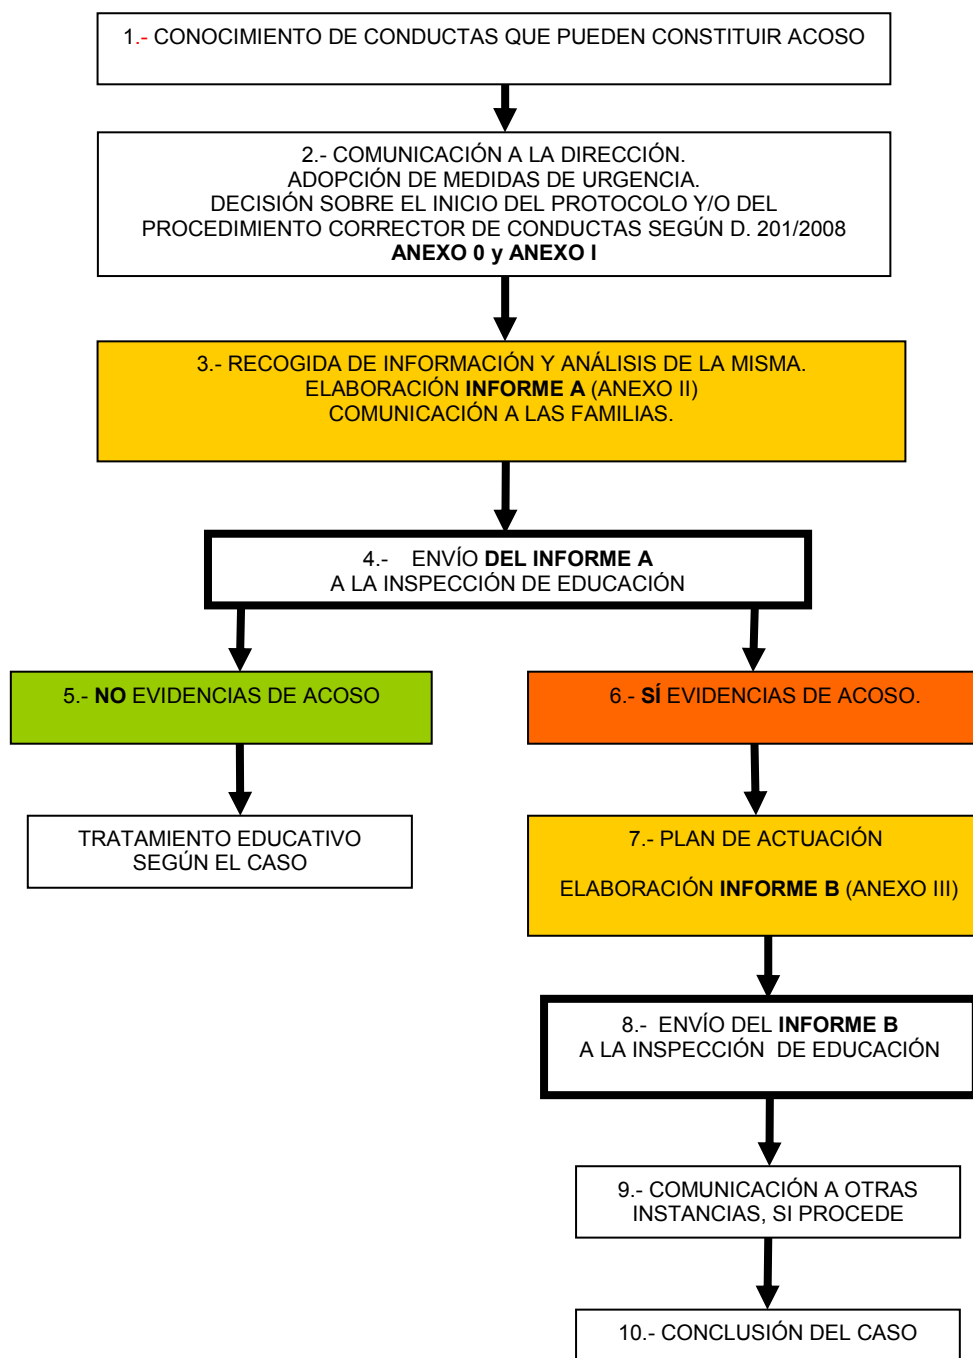 1.- CONOCIMIENTO DE CONDUCTAS QUE PUEDEN CONSTITUIR ACOSO
2.- COMUNICACIÓN A LA DIRECCIÓN.
ADOPCIÓN DE MEDIDAS DE URGENCIA.
DECISIÓN SOBRE EL INICIO DEL PROTOCOLO Y/O DEL
PROCEDIMIENTO CORRECTOR DE CONDUCTAS SEGÚN D. 201/2008
ANEXO 0 y ANEXO I
3.- RECOGIDA DE INFORMACIÓN Y ANÁLISIS DE LA MISMA.
ELABORACIÓN INFORME A (ANEXO II)
COMUNICACIÓN A LAS FAMILIAS.
4.- ENVÍO DEL INFORME A
A LA INSPECCIÓN DE EDUCACIÓN
5.- NO EVIDENCIAS DE ACOSO
6.- SÍ EVIDENCIAS DE ACOSO.
TRATAMIENTO EDUCATIVO
SEGÚN EL CASO
7.- PLAN DE ACTUACIÓN
ELABORACIÓN INFORME B (ANEXO III)
8.- ENVÍO DEL INFORME B
A LA INSPECCIÓN DE EDUCACIÓN
9.- COMUNICACIÓN A OTRAS
INSTANCIAS, SI PROCEDE
10.- CONCLUSIÓN DEL CASO